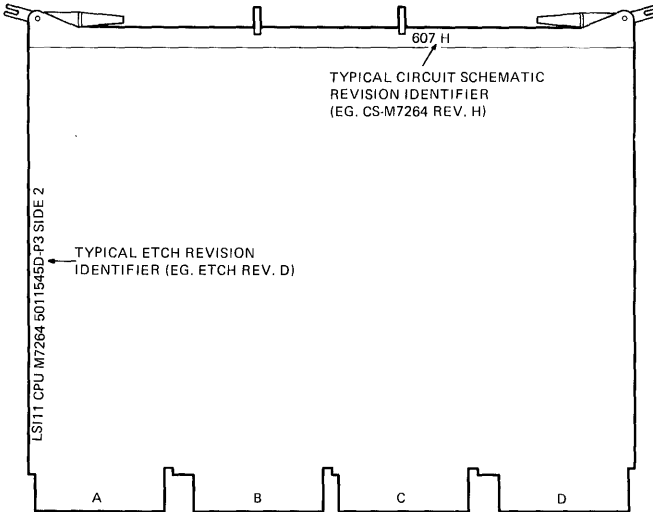 607 H
TYPICAL CIRCUIT SCHEMATIC
REVISION IDENTIFIER
(EG. CS-M7264 REV. H)
LSI11 CPU M7264 5011545D-P3 SIDE 2
TYPICAL ETCH REVISION
IDENTIFIER (EG. ETCH REV. D)
A B C D